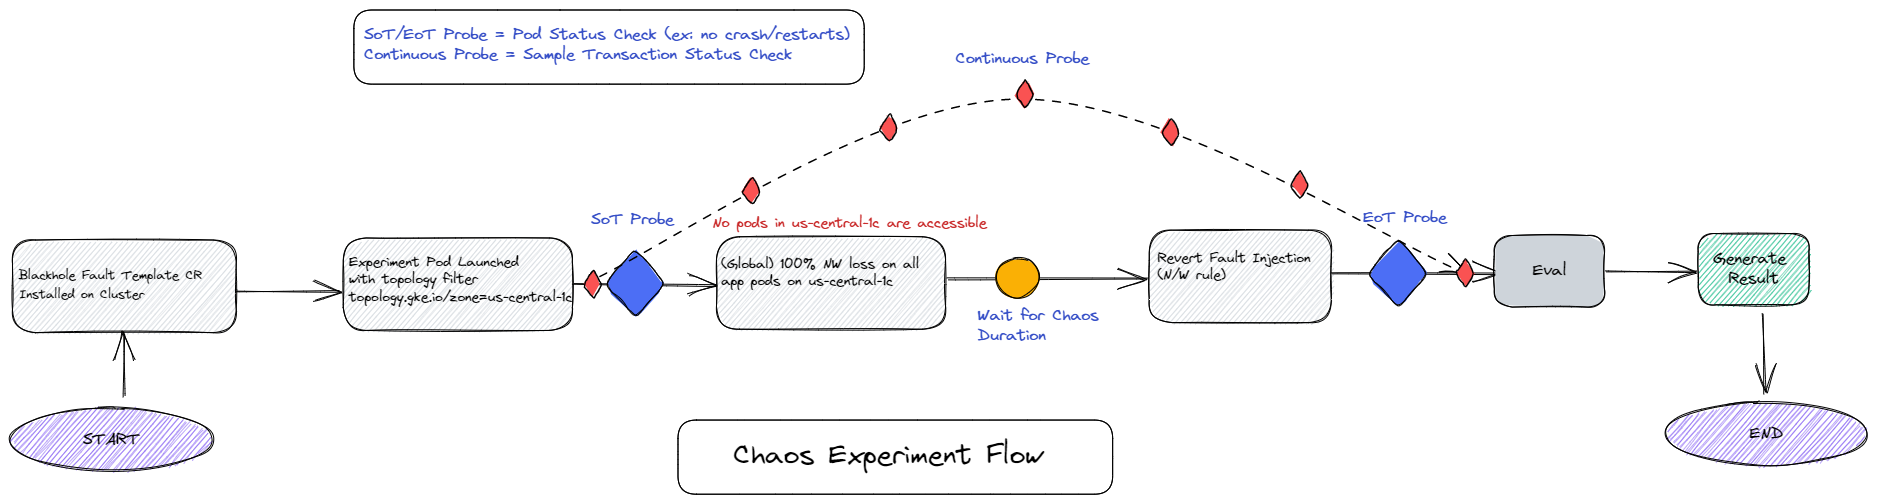 SoT/EoT Probe = Pod Status Check (ex: no crash/restarts)
Continuous Probe = Sample Transaction Status Check
Continuous Probe
SoT Probe
No pods in us-central-1c are accessible
EoT Probe
Blackhole Fault Template CR
Installed on Cluster
Experiment Pod Launched
with topology filter
topology.gke.io/zone=us-central-1c
(Global) 100% NW loss on all
app pods on us-central-1c
Wait for Chaos
Duration
Revert Fault Injection
(N/W rule)
Eval
Generate
Result
START
END
Chaos Experiment Flow